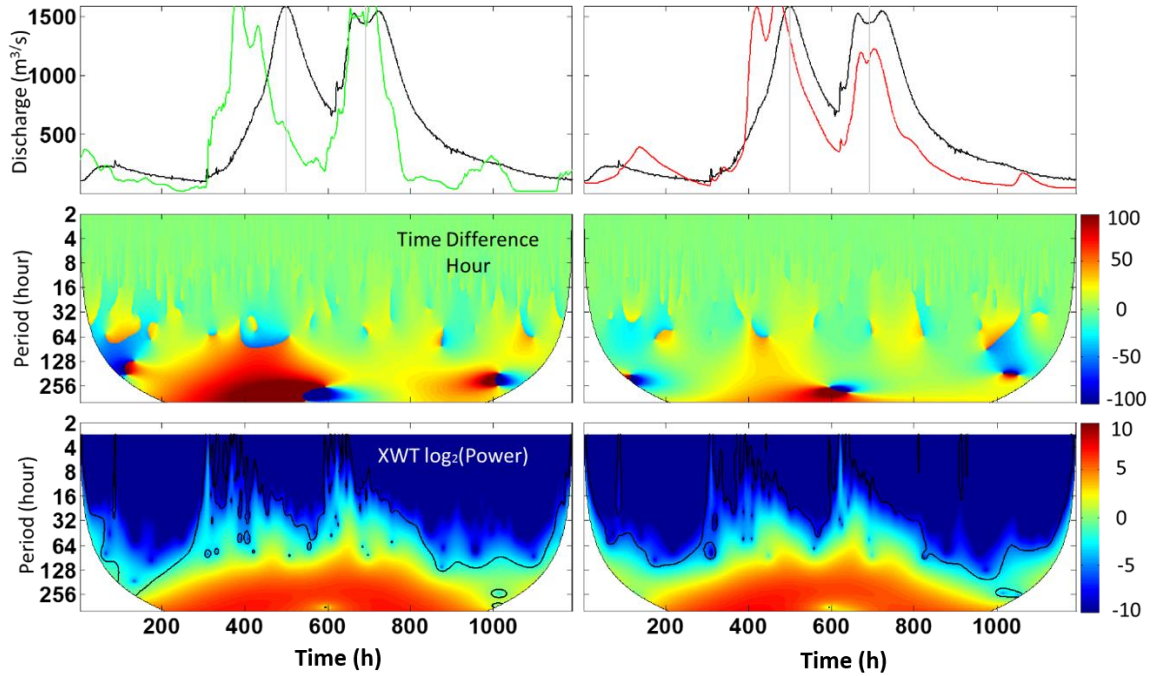 Discharge (m³/s)
1500
1000
500
Period (hour)
2
4
8
16
32
64
128
256
Time Difference
Hour
100
50
0
-50
-100
Period (hour)
2
4
8
16
32
64
128
256
XWT log₂(Power)
10
5
0
-5
-10
200 400 600 800 1000
200 400 600 800 1000
Time (h)
Time (h)